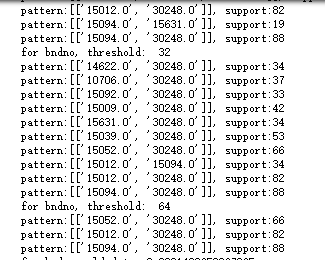 pattern:[['15012.0', '30248.0']], support:82
pattern:[['15094.0', '15631.0']], support:19
pattern:[['15094.0', '30248.0']], support:88
for bndno, threshold:  32
pattern:[['14622.0', '30248.0']], support:34
pattern:[['10706.0', '30248.0']], support:37
pattern:[['15092.0', '30248.0']], support:33
pattern:[['15009.0', '30248.0']], support:42
pattern:[['15631.0', '30248.0']], support:34
pattern:[['15039.0', '30248.0']], support:53
pattern:[['15052.0', '30248.0']], support:66
pattern:[['15012.0', '15094.0']], support:34
pattern:[['15012.0', '30248.0']], support:82
pattern:[['15094.0', '30248.0']], support:88
for bndno, threshold:  64
pattern:[['15052.0', '30248.0']], support:66
pattern:[['15012.0', '30248.0']], support:82
pattern:[['15094.0', '30248.0']], support:88